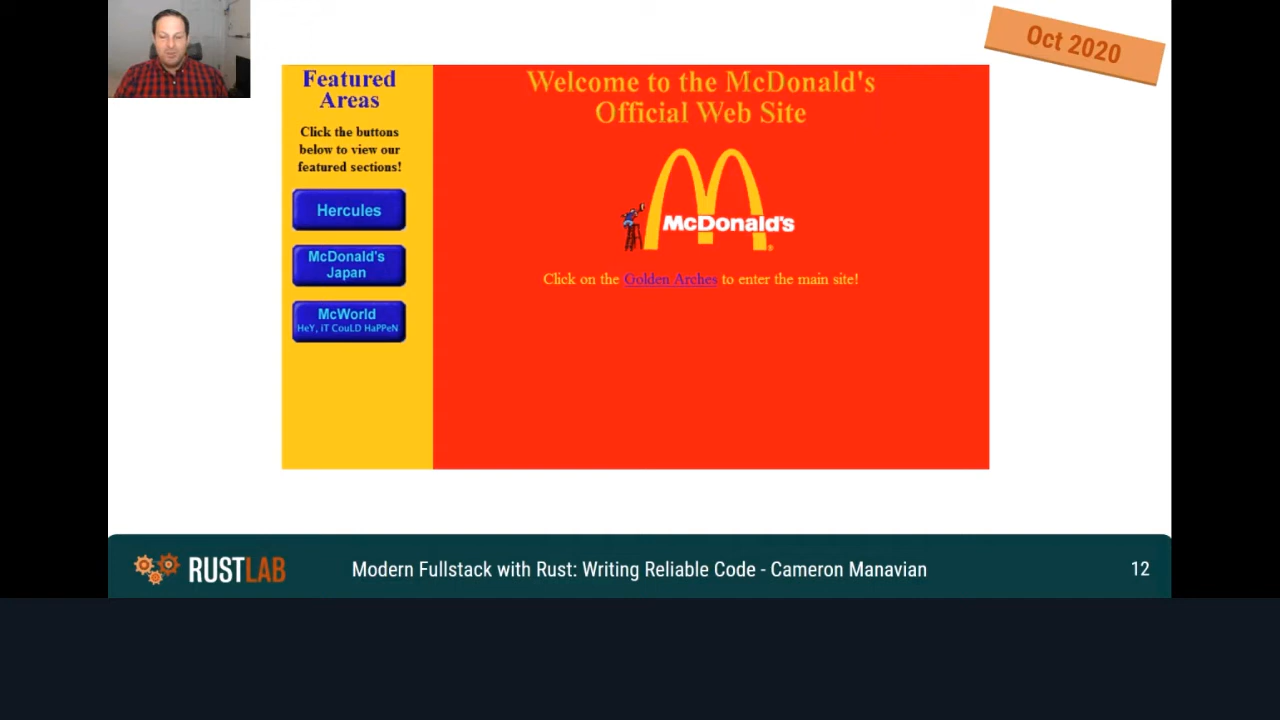 Oct 2020
Featured
Areas
Click the buttons
below to view our
featured sections!
Hercules
McDonald's
Japan
McWorld
HeY, iT CouLD HaPPeN
Welcome to the McDonald's
Official Web Site
McDonald's
Click on the Golden Arches to enter the main site!
RUSTLAB
Modern Fullstack with Rust: Writing Reliable Code - Cameron Manavian
12